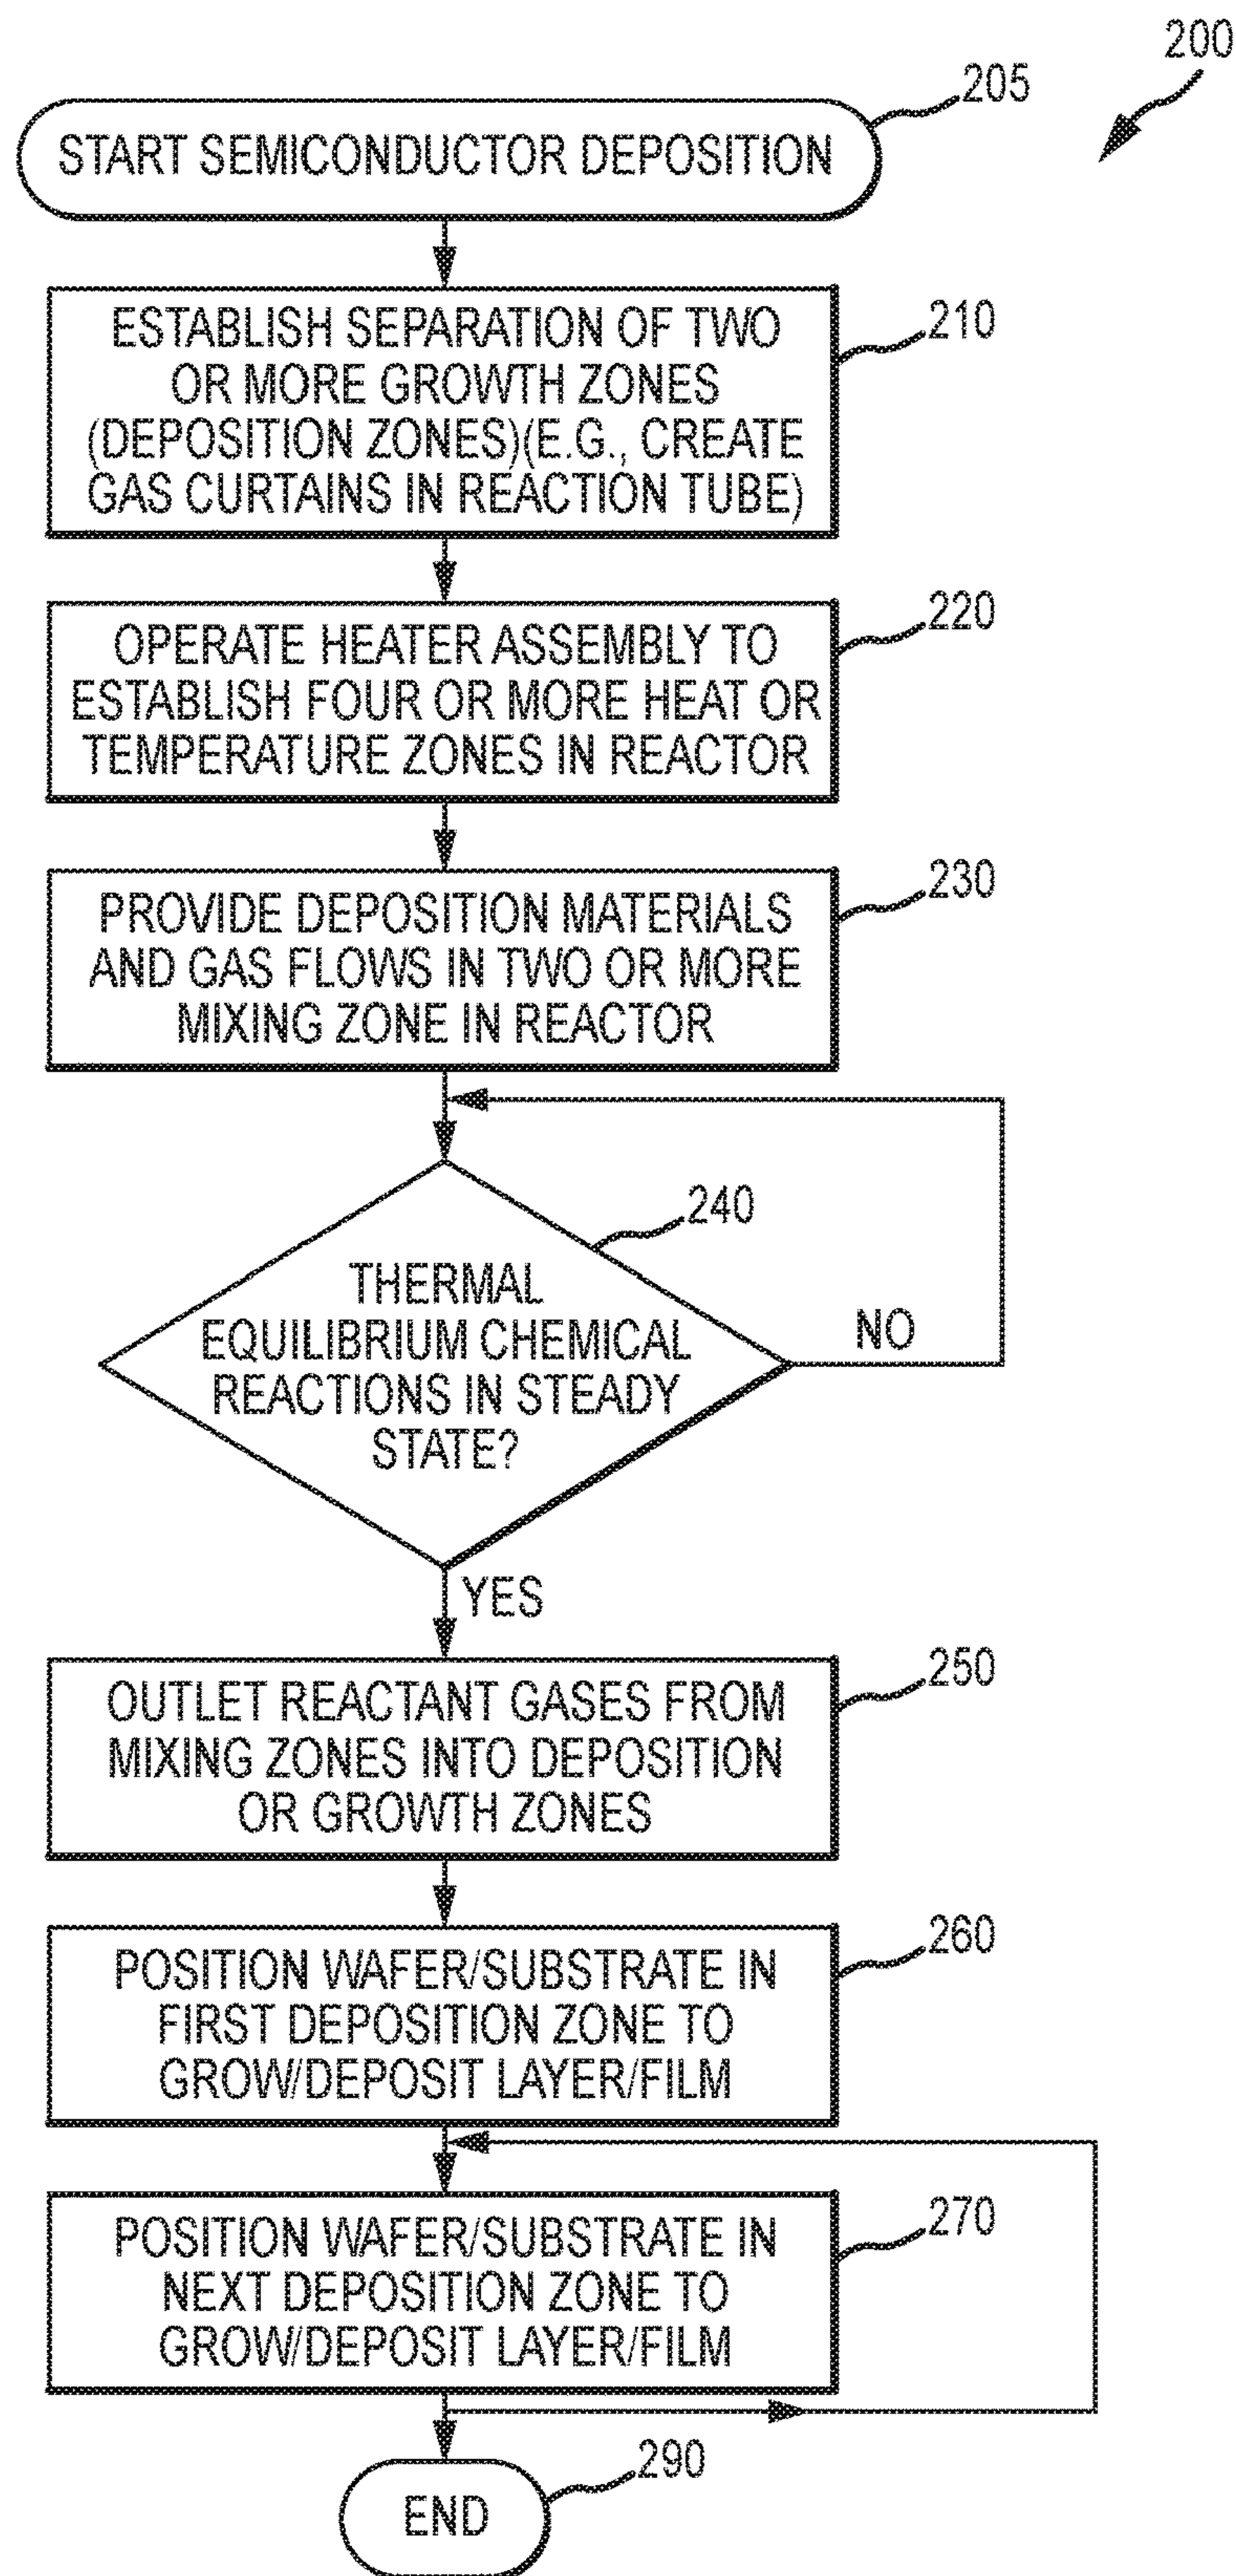 200
START SEMICONDUCTOR DEPOSITION
205
ESTABLISH SEPARATION OF TWO
OR MORE GROWTH ZONES
(DEPOSITION ZONES)(E.G., CREATE
GAS CURTAINS IN REACTION TUBE)
210
OPERATE HEATER ASSEMBLY TO
ESTABLISH FOUR OR MORE HEAT OR
TEMPERATURE ZONES IN REACTOR
220
PROVIDE DEPOSITION MATERIALS
AND GAS FLOWS IN TWO OR MORE
MIXING ZONE IN REACTOR
230
THERMAL
EQUILIBRIUM CHEMICAL
REACTIONS IN STEADY
STATE?
240
NO
YES
OUTLET REACTANT GASES FROM
MIXING ZONES INTO DEPOSITION
OR GROWTH ZONES
250
POSITION WAFER/SUBSTRATE IN
FIRST DEPOSITION ZONE TO
GROW/DEPOSIT LAYER/FILM
260
POSITION WAFER/SUBSTRATE IN
NEXT DEPOSITION ZONE TO
GROW/DEPOSIT LAYER/FILM
270
END
290